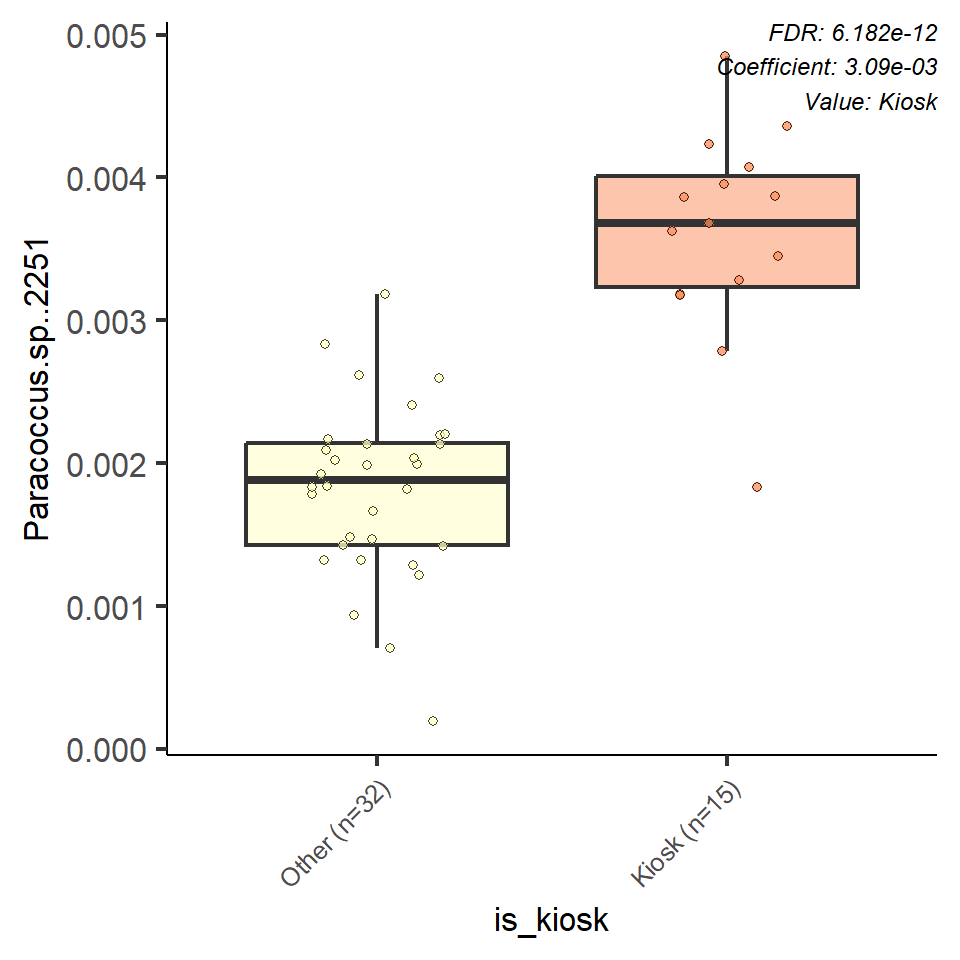 FDR: 6.182e-12
Coefficient: 3.09e-03
Value: Kiosk
0.005
0.004
0.003
0.002
0.001
0.000
Paracoccus.sp..2251
Other (n=32)
Kiosk (n=15)
is_kiosk